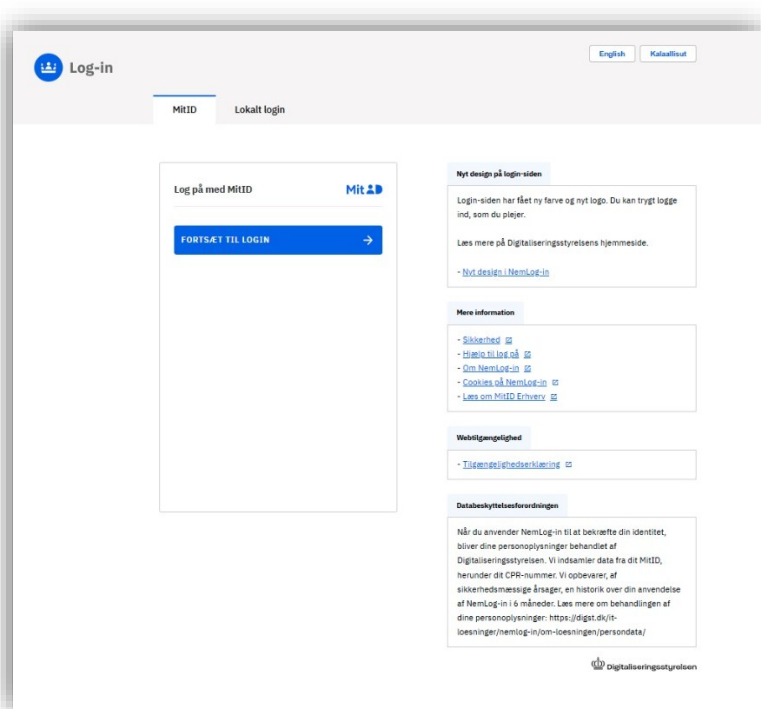 Log-in
English
Kalaallisut
MitID
Lokalt login
Log på med MitID
Mit
FORTSÆT TIL LOGIN
Nyt design på login-siden
Login-siden har fået ny farve og nyt logo. Du kan trygt logge
ind, som du plejer.
Læs mere på Digitaliseringsstyrelsens hjemmeside.
- Nyt design i NemLog-in
Mere information
- Sikkerhed
- Hjælp til log på
- Om NemLog-in
- Cookies på NemLog-in
- Læs om MitID Erhverv
Webtilgængelighed
- Tilgængelighedserklæring
Databeskyttelsesforordningen
Når du anvender NemLog-in til at bekræfte din identitet,
bliver dine personoplysninger behandlet af
Digitaliseringsstyrelsen. Vi indsamler data fra dit MitID,
herunder dit CPR-nummer. Vi opbevarer, af
sikkerhedsmæssige årsager, en historik over din anvendelse
af NemLog-in i 6 måneder. Læs mere om behandlingen af
dine personoplysninger: https://digst.dk/it-
loesninger/nemlog-in/om-loesningen/persondata/
Digitaliseringsstyrelsen